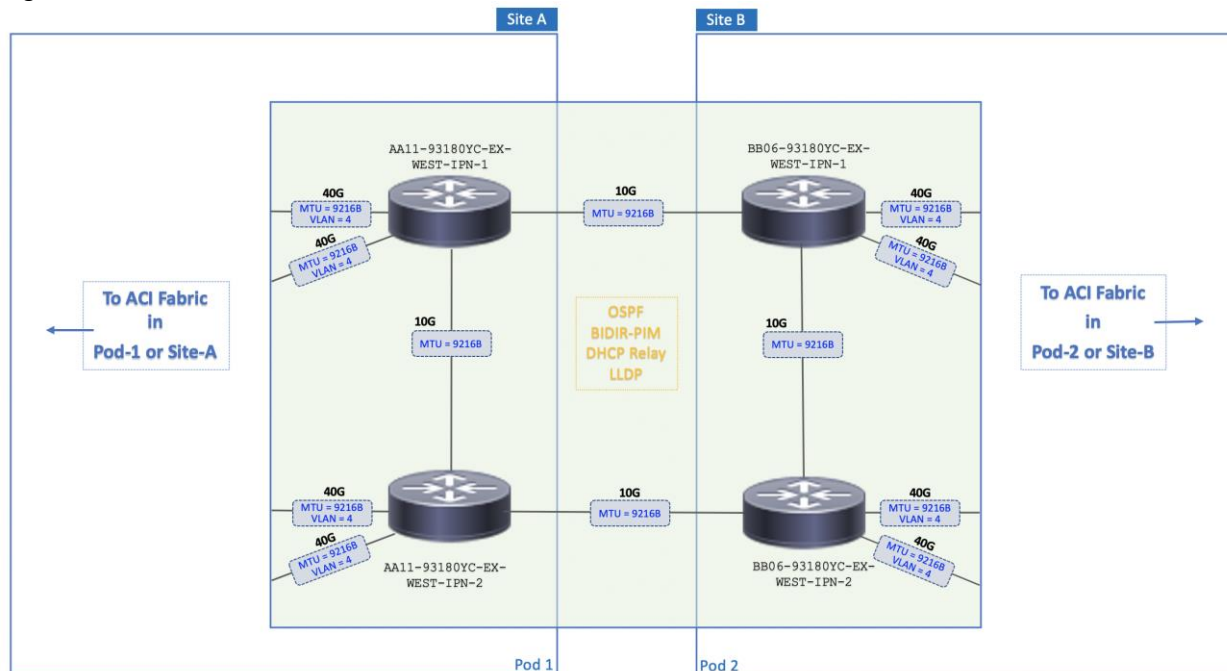 Site A
Site B
AA11-93180YC-EX-
WEST-IPN-1
BB06-93180YC-EX-
WEST-IPN-1
40G
MTU = 9216B
VLAN = 4
10G
MTU = 9216B
40G
MTU = 9216B
VLAN = 4
40G
MTU = 9216B
VLAN = 4
40G
MTU = 9216B
VLAN = 4
To ACI Fabric
in
Pod-1 or Site-A
10G
MTU = 9216B
OSPF
BIDIR-PIM
DHCP Relay
LLDP
10G
MTU = 9216B
To ACI Fabric
in
Pod-2 or Site-B
40G
MTU = 9216B
VLAN = 4
10G
MTU = 9216B
40G
MTU = 9216B
VLAN = 4
40G
MTU = 9216B
VLAN = 4
40G
MTU = 9216B
VLAN = 4
AA11-93180YC-EX-
WEST-IPN-2
BB06-93180YC-EX-
WEST-IPN-2
Pod 1
Pod 2